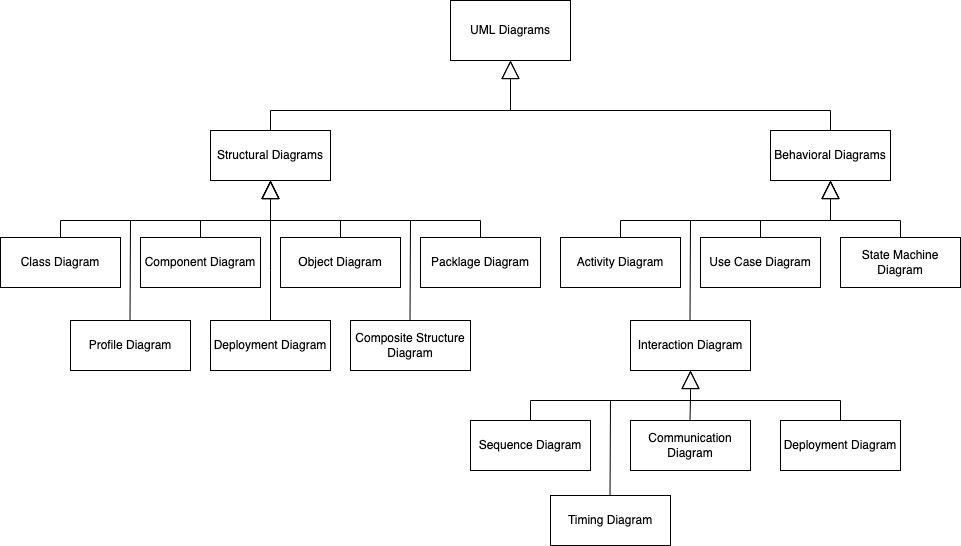 UML Diagrams
Structural Diagrams
Behavioral Diagrams
Class Diagram
Component Diagram
Object Diagram
Packlage Diagram
Activity Diagram
Use Case Diagram
State Machine
Diagram
Profile Diagram
Deployment Diagram
Composite Structure
Diagram
Interaction Diagram
Sequence Diagram
Communication
Diagram
Deployment Diagram
Timing Diagram